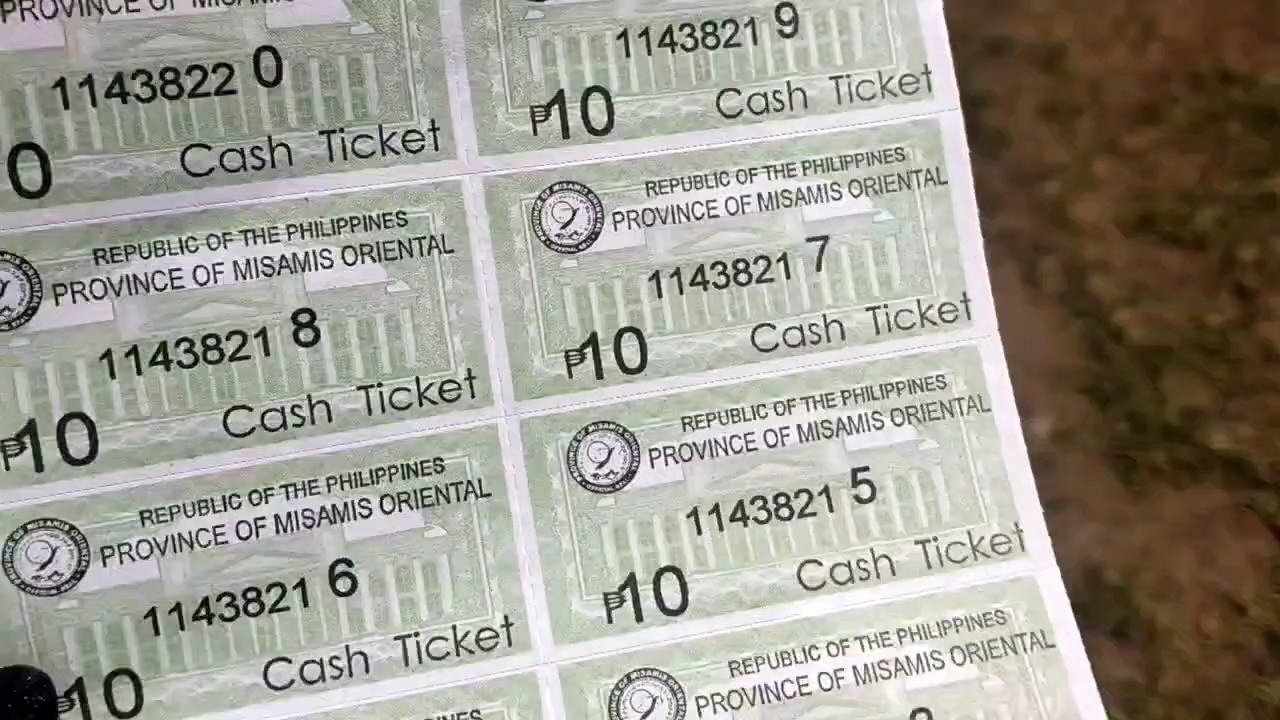 PROVINCE OF MISAMIS
1143822 0
0
Cash Ticket
1143821 9
₱10
Cash Ticket
REPUBLIC OF THE PHILIPPINES
PROVINCE OF MISAMIS ORIENTAL
1143821 8
₱10
Cash Ticket
REPUBLIC OF THE PHILIPPINES
PROVINCE OF MISAMIS ORIENTAL
1143821 7
₱10
Cash Ticket
REPUBLIC OF THE PHILIPPINES
PROVINCE OF MISAMIS ORIENTAL
1143821 6
₱10
Cash Ticket
REPUBLIC OF THE PHILIPPINES
PROVINCE OF MISAMIS ORIENTAL
1143821 5
₱10
Cash Ticket
REPUBLIC OF THE PHILIPPINES
PROVINCE OF MISAMIS ORIENTAL